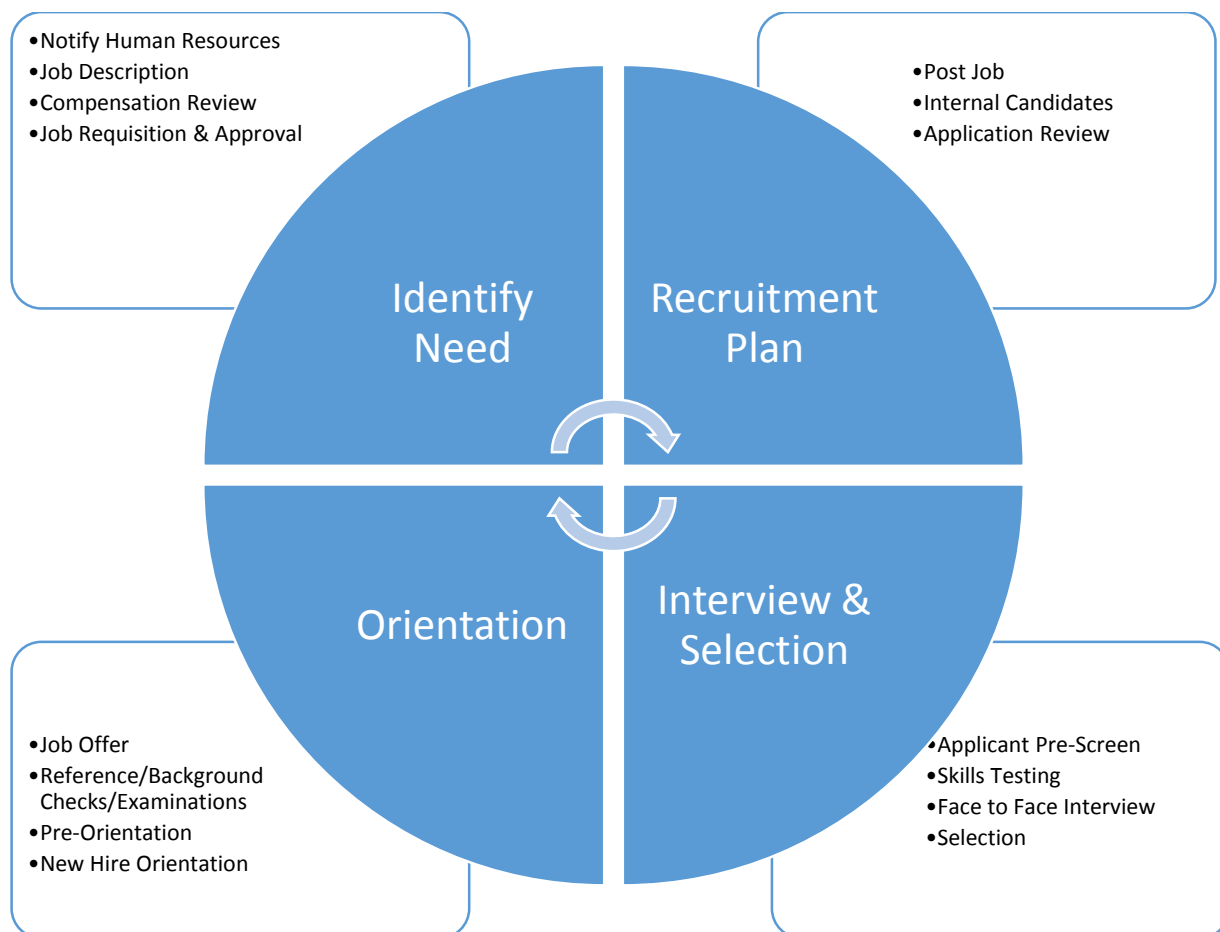 •Notify Human Resources
•Job Description
•Compensation Review
•Job Requisition & Approval
•Post Job
•Internal Candidates
•Application Review
Identify
Need
Recruitment
Plan
Orientation
Interview &
Selection
•Job Offer
•Reference/Background
Checks/Examinations
•Pre-Orientation
•New Hire Orientation
•Applicant Pre-Screen
•Skills Testing
•Face to Face Interview
•Selection